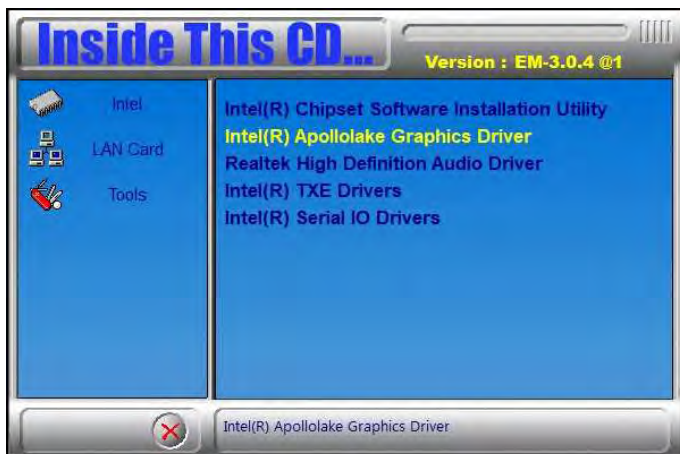 Inside This CD...
Version : EM-3.0.4 @1
Intel
LAN Card
Tools
Intel(R) Chipset Software Installation Utility
Intel(R) Apollolake Graphics Driver
Realtek High Definition Audio Driver
Intel(R) TXE Drivers
Intel(R) Serial IO Drivers
Intel(R) Apollolake Graphics Driver